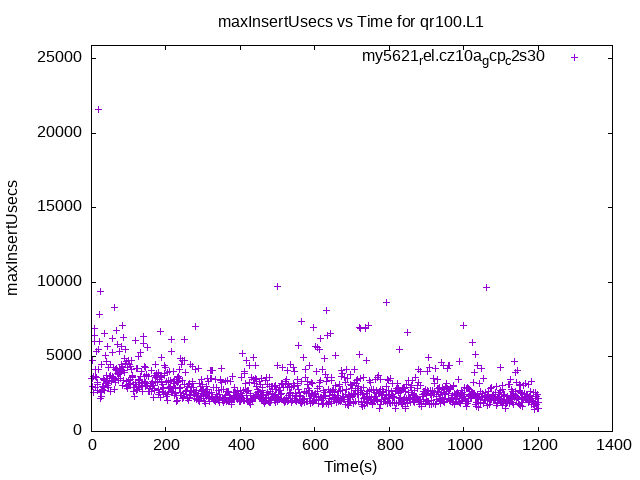 maxInsertUsecs vs Time for qr100.L1
my5621rel.cz10agcpc2s30
25000
20000
15000
10000
5000
0
maxInsertUsecs
0 200 400 600 800 1000 1200 1400
Time(s)